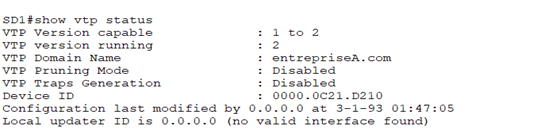 SD1#show vtp status
VTP Version capable : 1 to 2
VTP version running : 2
VTP Domain Name : entrepriseA.com
VTP Pruning Mode : Disabled
VTP Traps Generation : Disabled
Device ID : 0000.0C21.D210
Configuration last modified by 0.0.0.0 at 3-1-93 01:47:05
Local updater ID is 0.0.0.0 (no valid interface found)